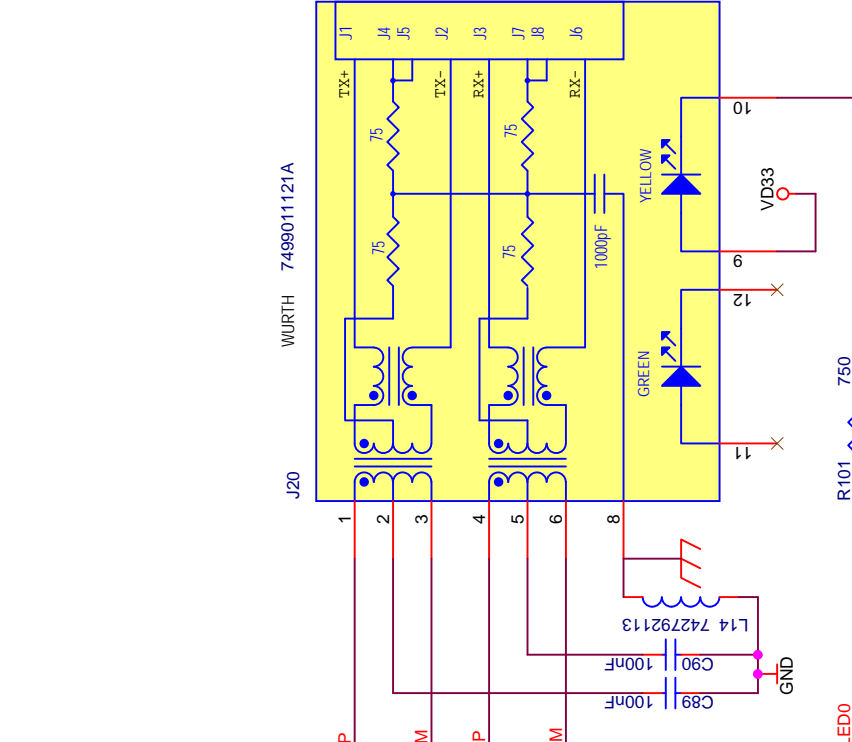 J1 J4 J5 J2 J3 J7 J8 J6
TX+ TX- RX+ RX-
75 75
75 75
1000pF
YELLOW
GREEN
10
VD33
9
12
11
WURTH 7499011121A
J20
1 2 3 4 5 6 8
R101 750
L14 742792113
100nF C90
100nF C89
GND
P M P M
LED0